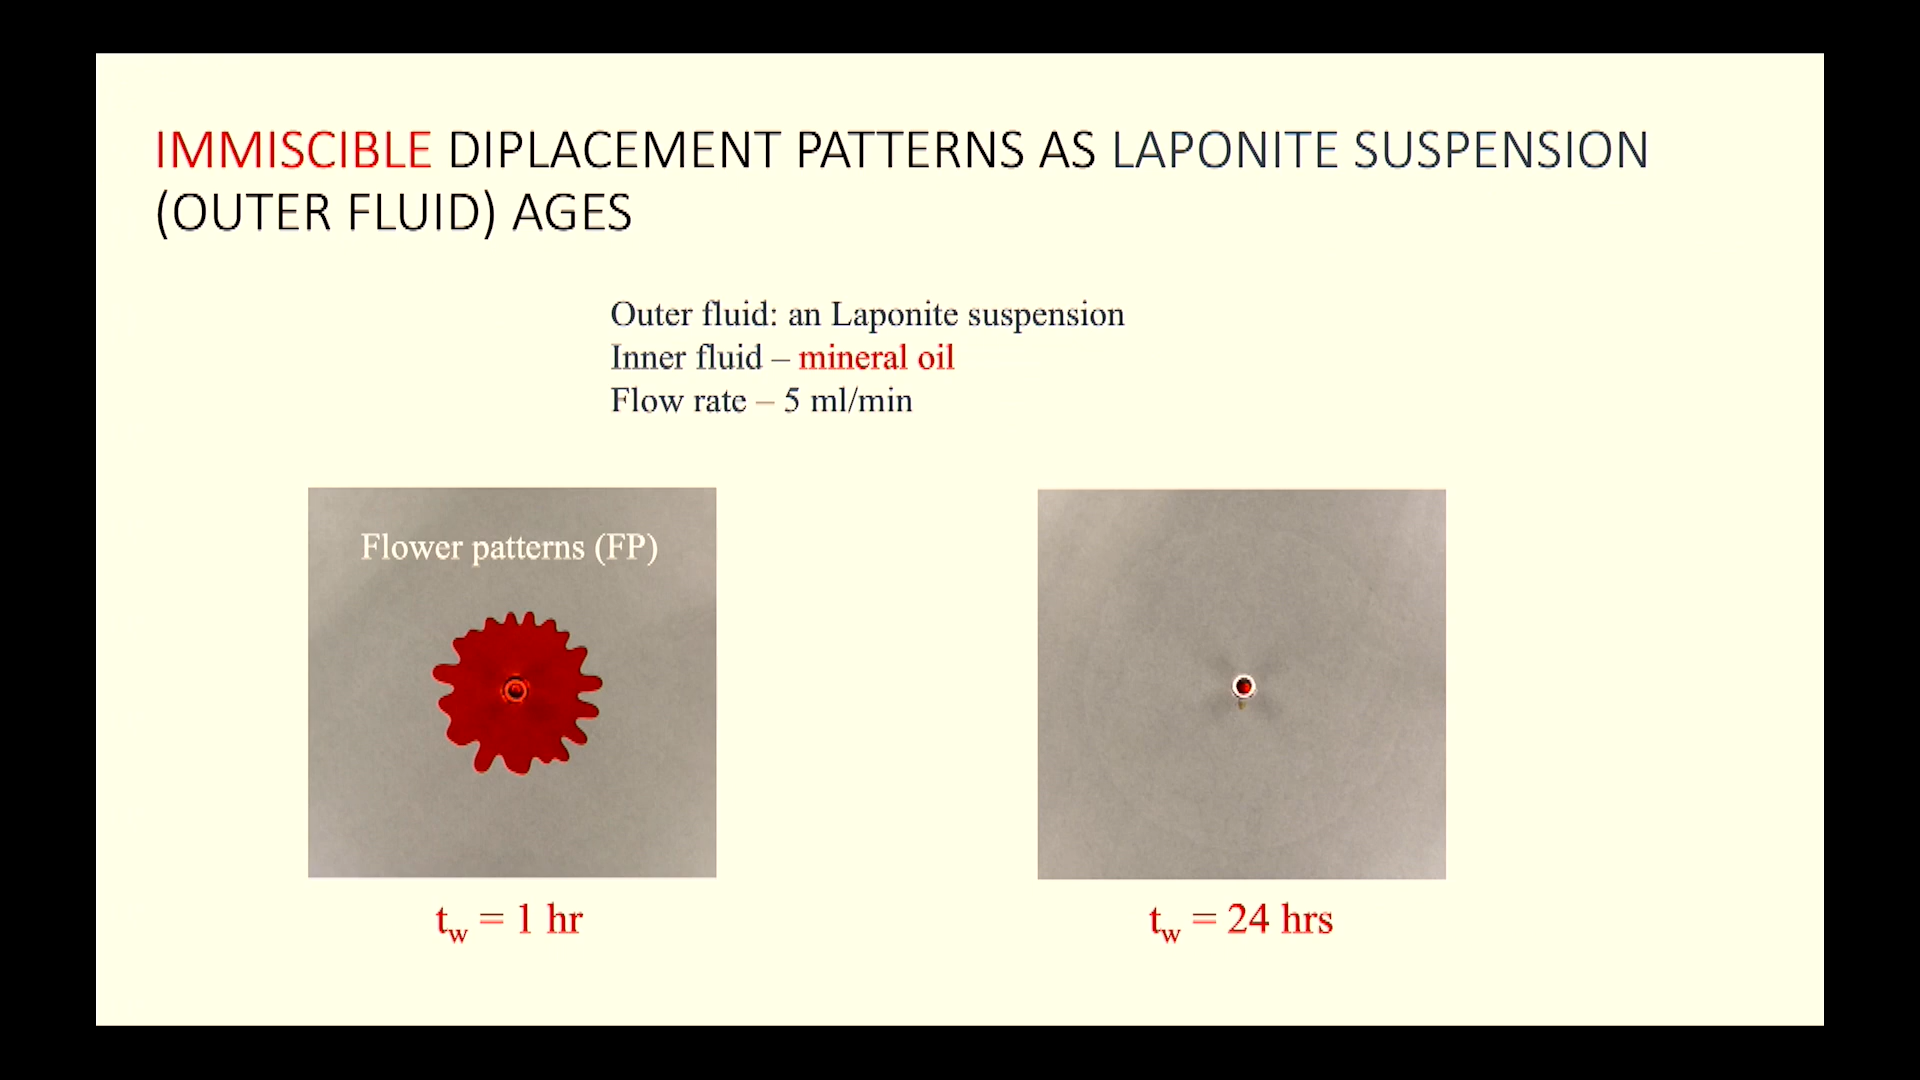 IMMISCIBLE DIPLACEMENT PATTERNS AS LAPONITE SUSPENSION
(OUTER FLUID) AGES
Outer fluid: an Laponite suspension
Inner fluid – mineral oil
Flow rate – 5 ml/min
Flower patterns (FP)
t_w = 1 hr
t_w = 24 hrs